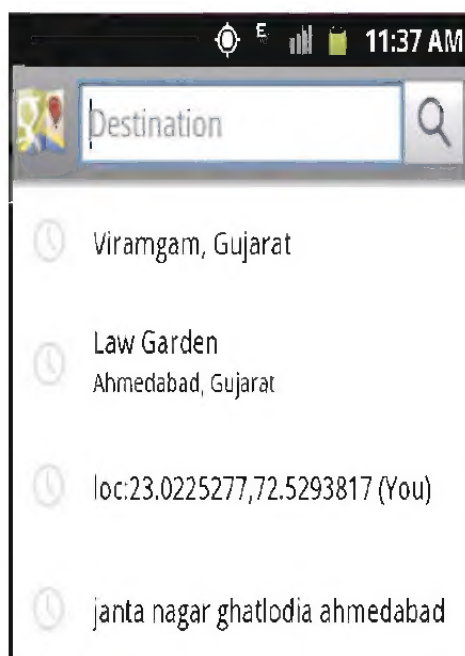 E
11:37 AM
Destination
Viramgam, Gujarat
Law Garden
Ahmedabad, Gujarat
loc:23.0225277,72.5293817 (You)
janta nagar ghatlodia ahmedabad